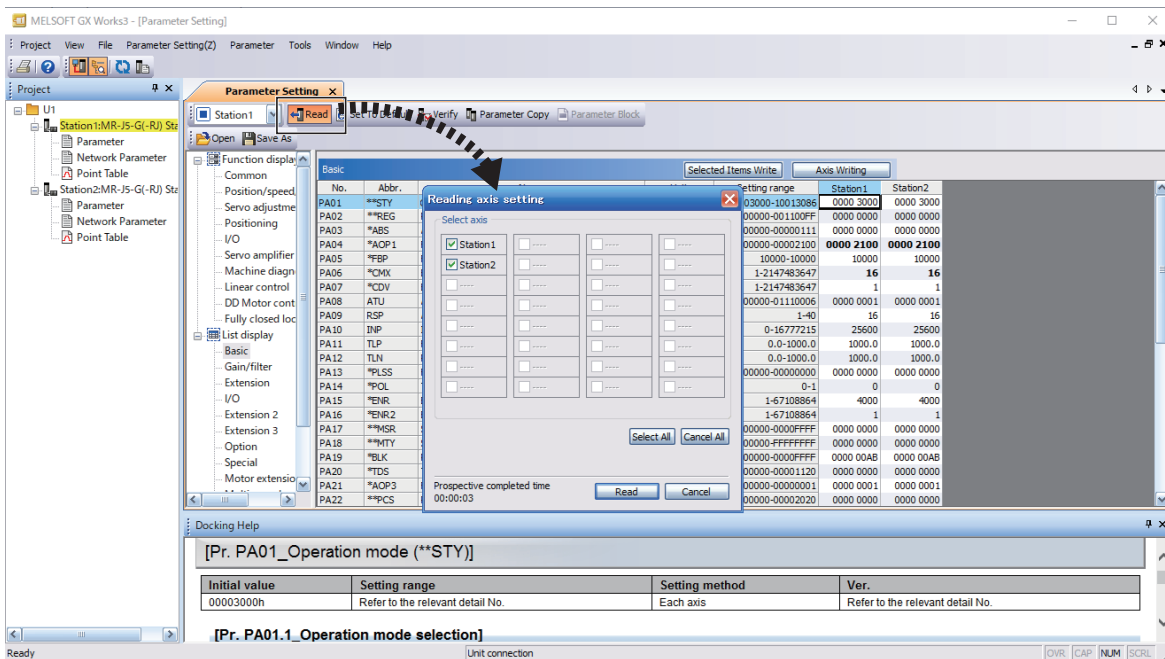 MELSOFT GX Works3 - [Parameter Setting]
Project View File Parameter Setting(Z) Parameter Tools Window Help
Project
Parameter Setting
U1
Station1:MR-J5-G(-RJ) Sta
Parameter
Network Parameter
Point Table
Station2:MR-J5-G(-RJ) Sta
Parameter
Network Parameter
Point Table
Station1 Read Set To Default Verify Parameter Copy Parameter Block
Open Save As
Function display
Common
Position/speed
Servo adjustme
Positioning
I/O
Servo amplifier
Machine diagn
Linear control
DD Motor cont
Fully closed loc
List display
Basic
Gain/filter
Extension
I/O
Extension 2
Extension 3
Option
Special
Motor extensio
Basic Selected Items Write Axis Writing
No. Abbr. Setting range Station1 Station2
PA01 **STY 03000-10013086 0000 3000 0000 3000
PA02 **REG 00000-001100FF 0000 0000 0000 0000
PA03 *ABS 00000-00000111 0000 0000 0000 0000
PA04 *AOP1 00000-00002100 0000 2100 0000 2100
PA05 *FBP 10000-10000 10000 10000
PA06 *CMX 1-2147483647 16 16
PA07 *CDV 1-2147483647 1 1
PA08 ATU 00000-01110006 0000 0001 0000 0001
PA09 RSP 1-40 16 16
PA10 INP 0-16777215 25600 25600
PA11 TLP 0.0-1000.0 1000.0 1000.0
PA12 TLN 0.0-1000.0 1000.0 1000.0
PA13 *PLSS 00000-00000000 0000 0000 0000 0000
PA14 *POL 0-1 0 0
PA15 *ENR 1-67108864 4000 4000
PA16 *ENR2 1-67108864 1 1
PA17 **MSR 00000-0000FFFF 0000 0000 0000 0000
PA18 **MTY 00000-FFFFFFFF 0000 0000 0000 0000
PA19 *BLK 00000-0000FFFF 0000 00AB 0000 00AB
PA20 *TDS 00000-00001120 0000 0000 0000 0000
PA21 *AOP3 00000-00000001 0000 0001 0000 0001
PA22 **PCS 00000-00002020 0000 0000 0000 0000
Reading axis setting
Select axis
Station1 ---- ---- ----
Station2 ---- ---- ----
---- ---- ---- ----
---- ---- ---- ----
---- ---- ---- ----
---- ---- ---- ----
---- ---- ---- ----
---- ---- ---- ----
Select All Cancel All
Prospective completed time
00:00:03
Read Cancel
Docking Help
[Pr. PA01_Operation mode (**STY)]
Initial value Setting range Setting method Ver.
00003000h Refer to the relevant detail No. Each axis Refer to the relevant detail No.
[Pr. PA01.1_Operation mode selection]
Ready Unit connection OVR CAP NUM SCRL